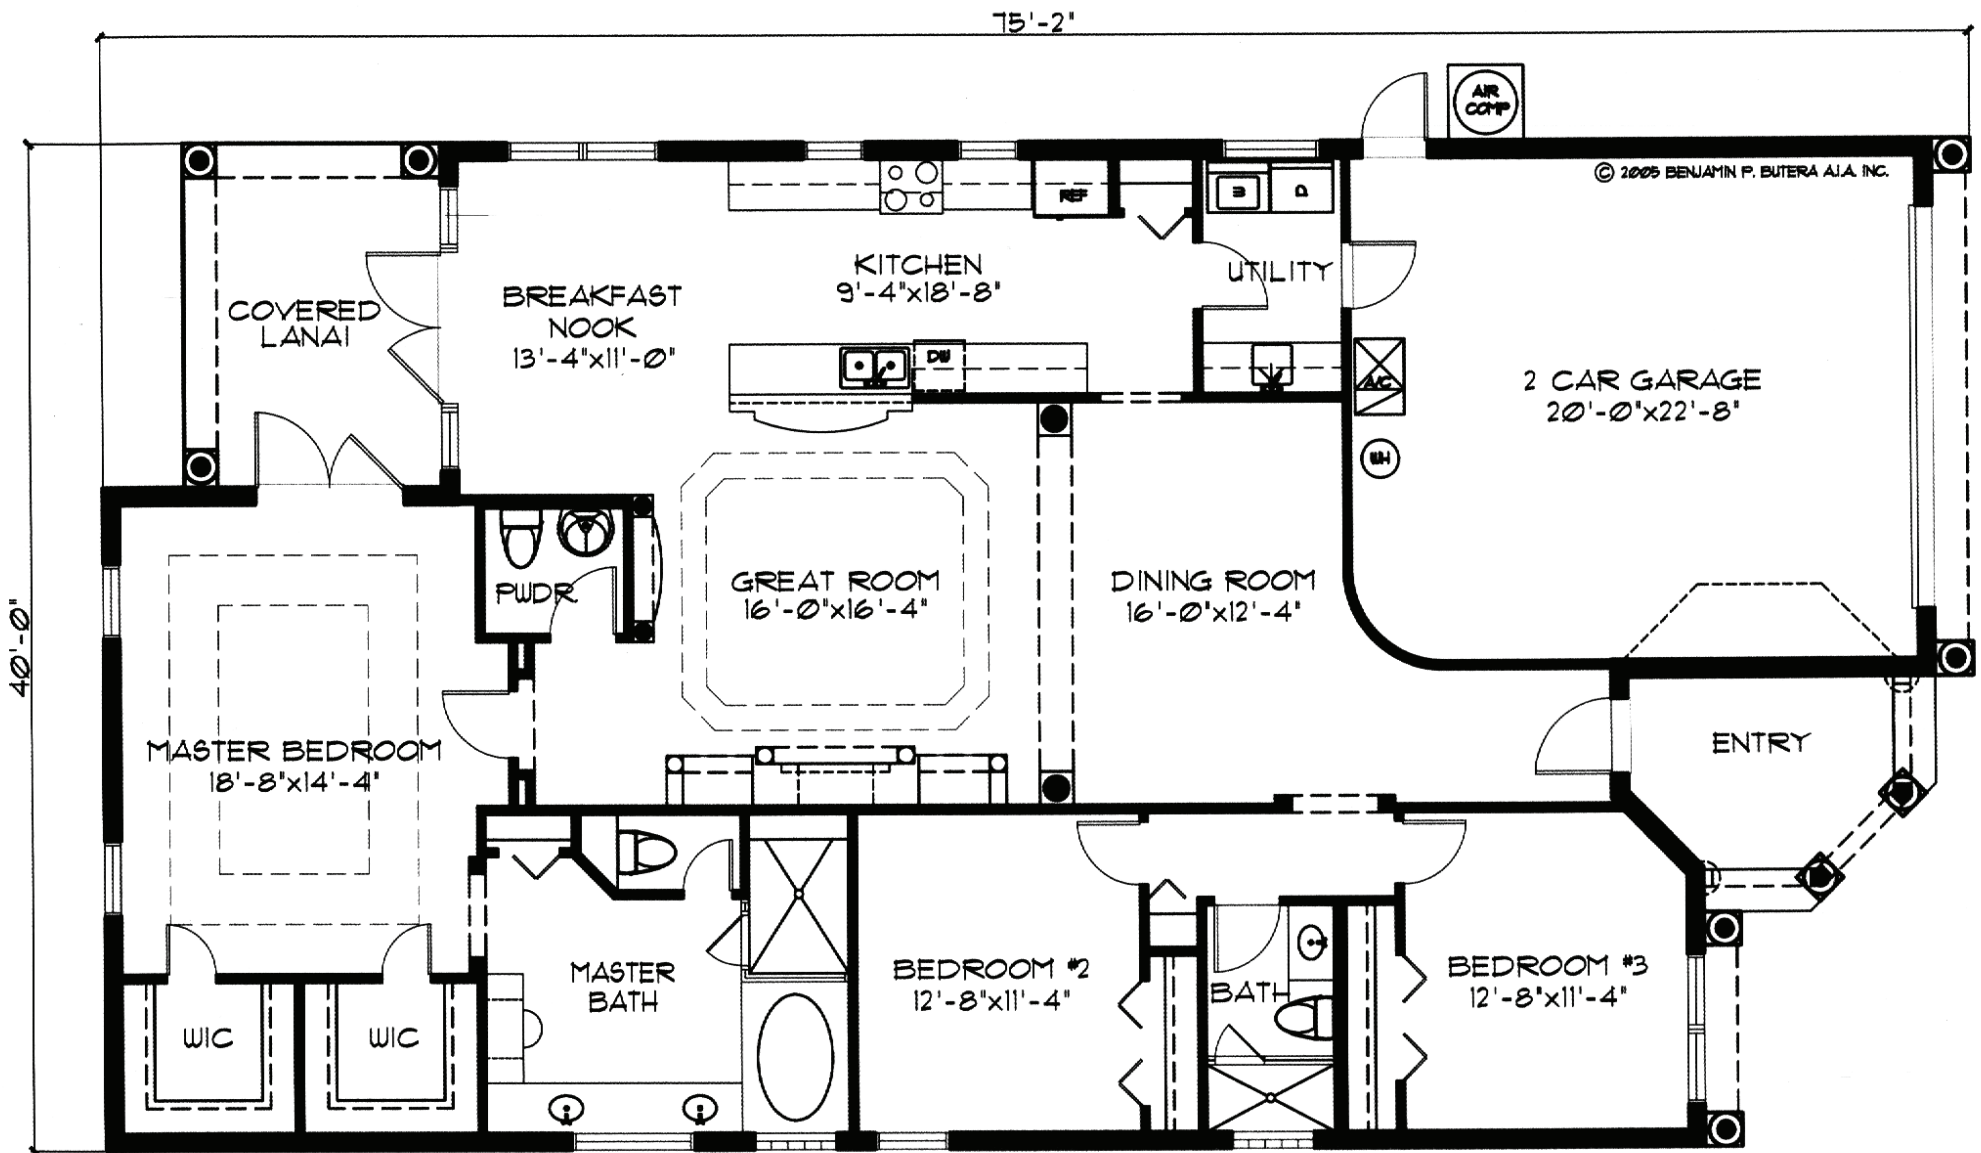 75'-2"
AIR
COMP
© 2005 BENJAMIN P. BUTERA A.I.A. INC.
REF
W
D
UTILITY
KITCHEN
9'-4"x18'-8"
BREAKFAST
NOOK
13'-4"x11'-0"
COVERED
LANAI
DW
A/C
2 CAR GARAGE
20'-0"x22'-8"
WH
PWDR.
GREAT ROOM
16'-0"x16'-4"
DINING ROOM
16'-0"x12'-4"
40'-0"
MASTER BEDROOM
18'-8"x14'-4"
ENTRY
MASTER
BATH
BEDROOM #2
12'-8"x11'-4"
BATH
BEDROOM #3
12'-8"x11'-4"
WIC
WIC